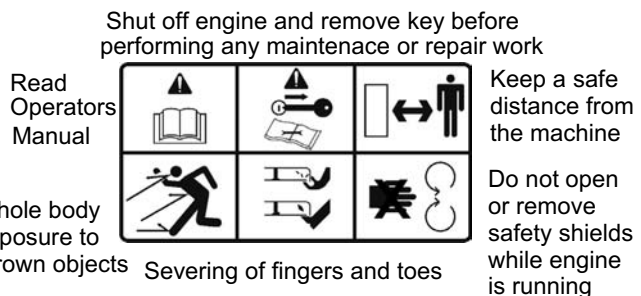 Shut off engine and remove key before
performing any maintenace or repair work
Read
Operators
Manual
Keep a safe
distance from
the machine
hole body
posure to
rown objects
Severing of fingers and toes
Do not open
or remove
safety shields
while engine
is running